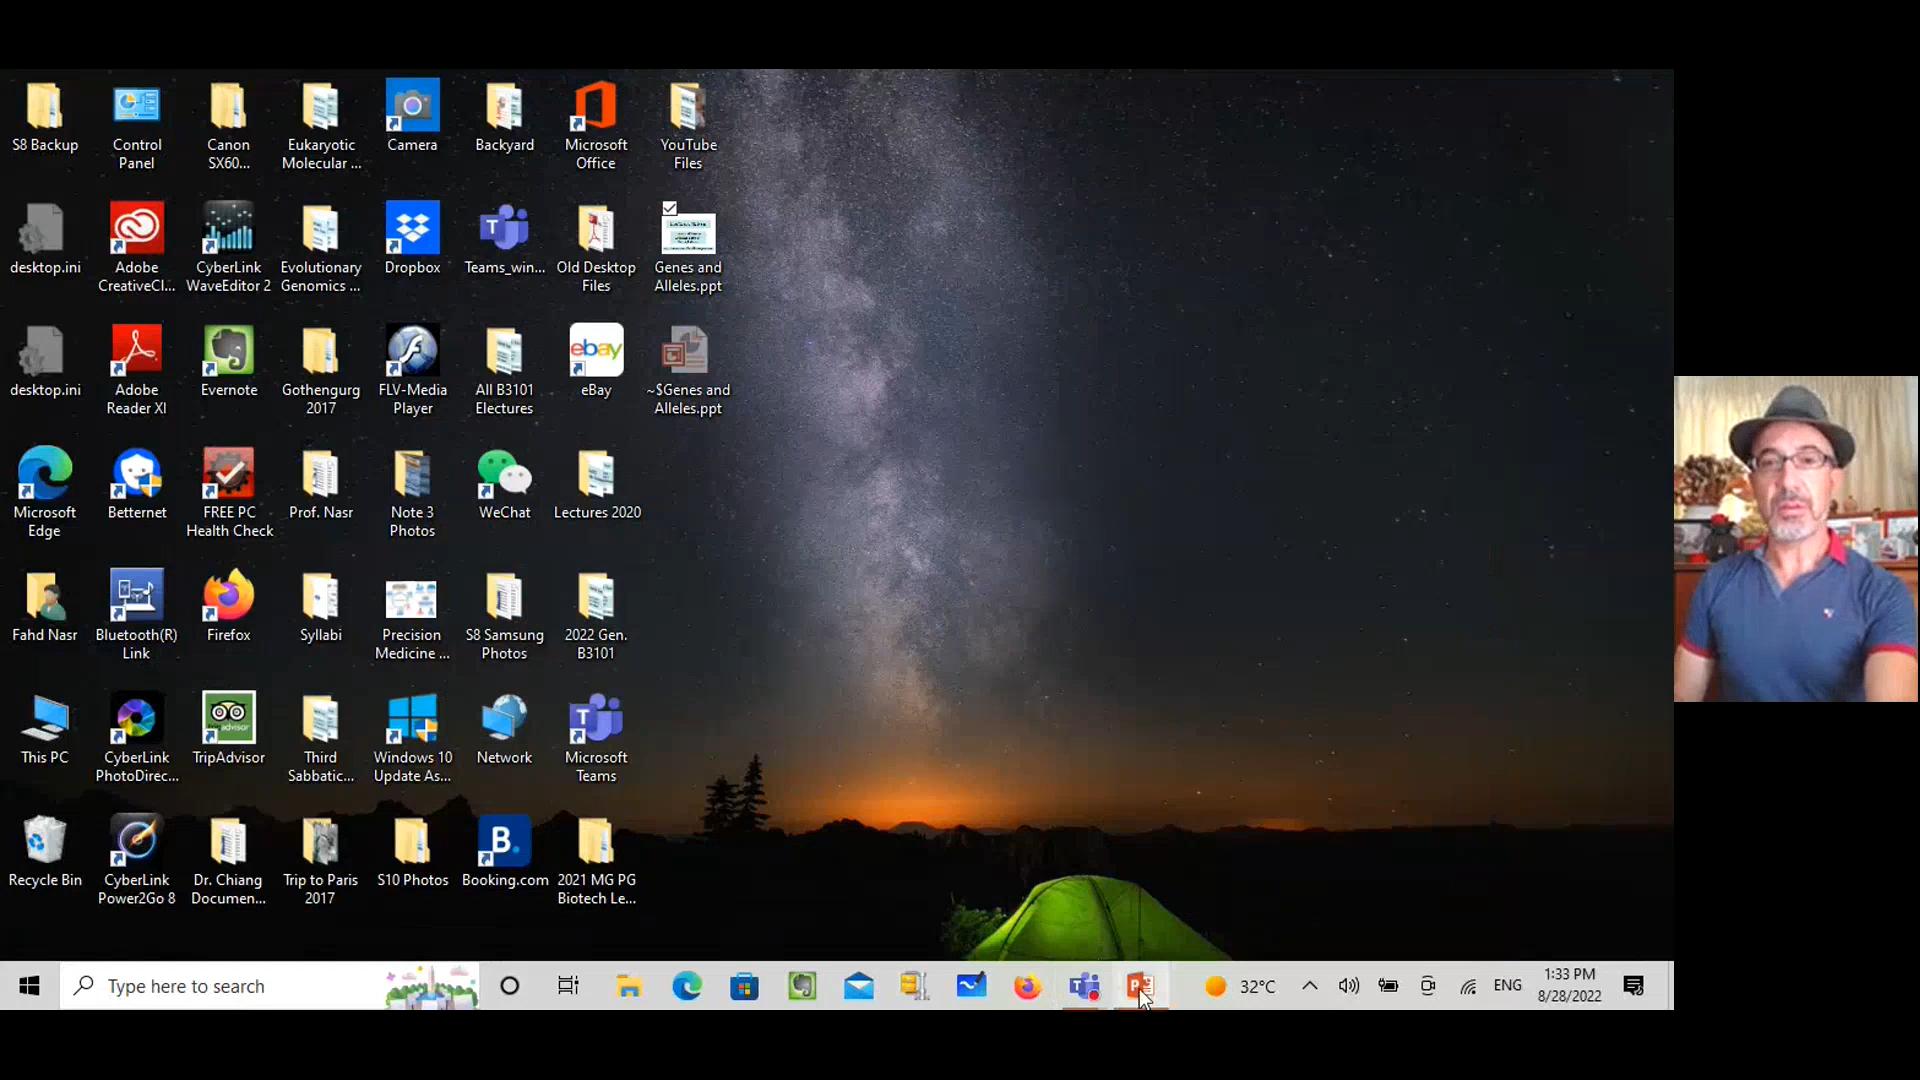 S8 Backup
Control
Panel
Canon
SX60...
Eukaryotic
Molecular ...
Camera
Backyard
Microsoft
Office
YouTube
Files
desktop.ini
Adobe
CreativeCl...
CyberLink
WaveEditor 2
Evolutionary
Genomics ...
Dropbox
Teams_win...
Old Desktop
Files
Genes and
Alleles.ppt
desktop.ini
Adobe
Reader XI
Evernote
Gothengurg
2017
FLV-Media
Player
All B3101
Electures
ebay
eBay
~$Genes and
Alleles.ppt
Microsoft
Edge
Betternet
FREE PC
Health Check
Prof. Nasr
Note 3
Photos
WeChat
Lectures 2020
Fahd Nasr
Bluetooth(R)
Link
Firefox
Syllabi
Precision
Medicine ...
S8 Samsung
Photos
2022 Gen.
B3101
This PC
CyberLink
PhotoDirec...
TripAdvisor
Third
Sabbatic...
Windows 10
Update As...
Network
Microsoft
Teams
Recycle Bin
CyberLink
Power2Go 8
Dr. Chiang
Documen...
Trip to Paris
2017
S10 Photos
B.
Booking.com
2021 MG PG
Biotech Le...
Type here to search
32°C
ENG
1:33 PM
8/28/2022